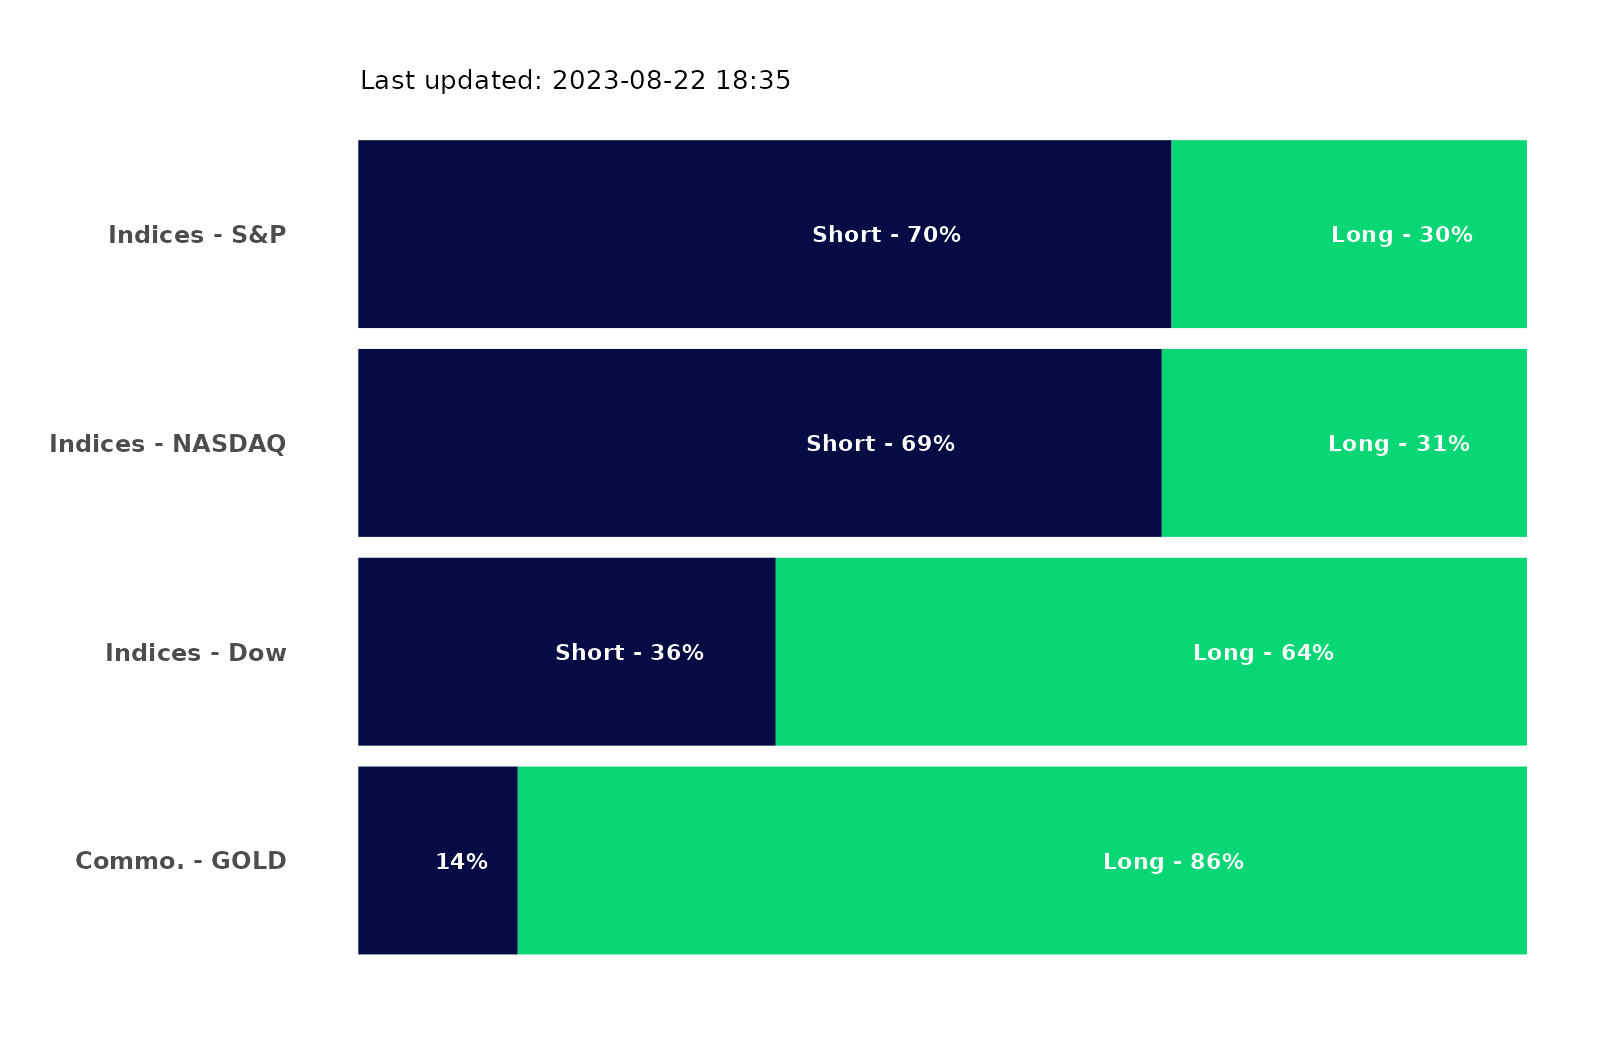 Last updated: 2023-08-22 18:35
Indices - S&P
Short - 70%
Long - 30%
Indices - NASDAQ
Short - 69%
Long - 31%
Indices - Dow
Short - 36%
Long - 64%
Commo. - GOLD
14%
Long - 86%